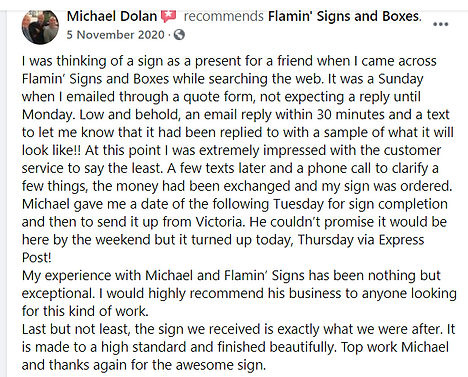 Michael Dolan recommends Flamin' Signs and Boxes.
5 November 2020 ·
I was thinking of a sign as a present for a friend when I came across
Flamin’ Signs and Boxes while searching the web. It was a Sunday
when I emailed through a quote form, not expecting a reply until
Monday. Low and behold, an email reply within 30 minutes and a text
to let me know that it had been replied to with a sample of what it will
look like!! At this point I was extremely impressed with the customer
service to say the least. A few texts later and a phone call to clarify a
few things, the money had been exchanged and my sign was ordered.
Michael gave me a date of the following Tuesday for sign completion
and then to send it up from Victoria. He couldn’t promise it would be
here by the weekend but it turned up today, Thursday via Express
Post!
My experience with Michael and Flamin’ Signs has been nothing but
exceptional. I would highly recommend his business to anyone looking
for this kind of work.
Last but not least, the sign we received is exactly what we were after. It
is made to a high standard and finished beautifully. Top work Michael
and thanks again for the awesome sign.